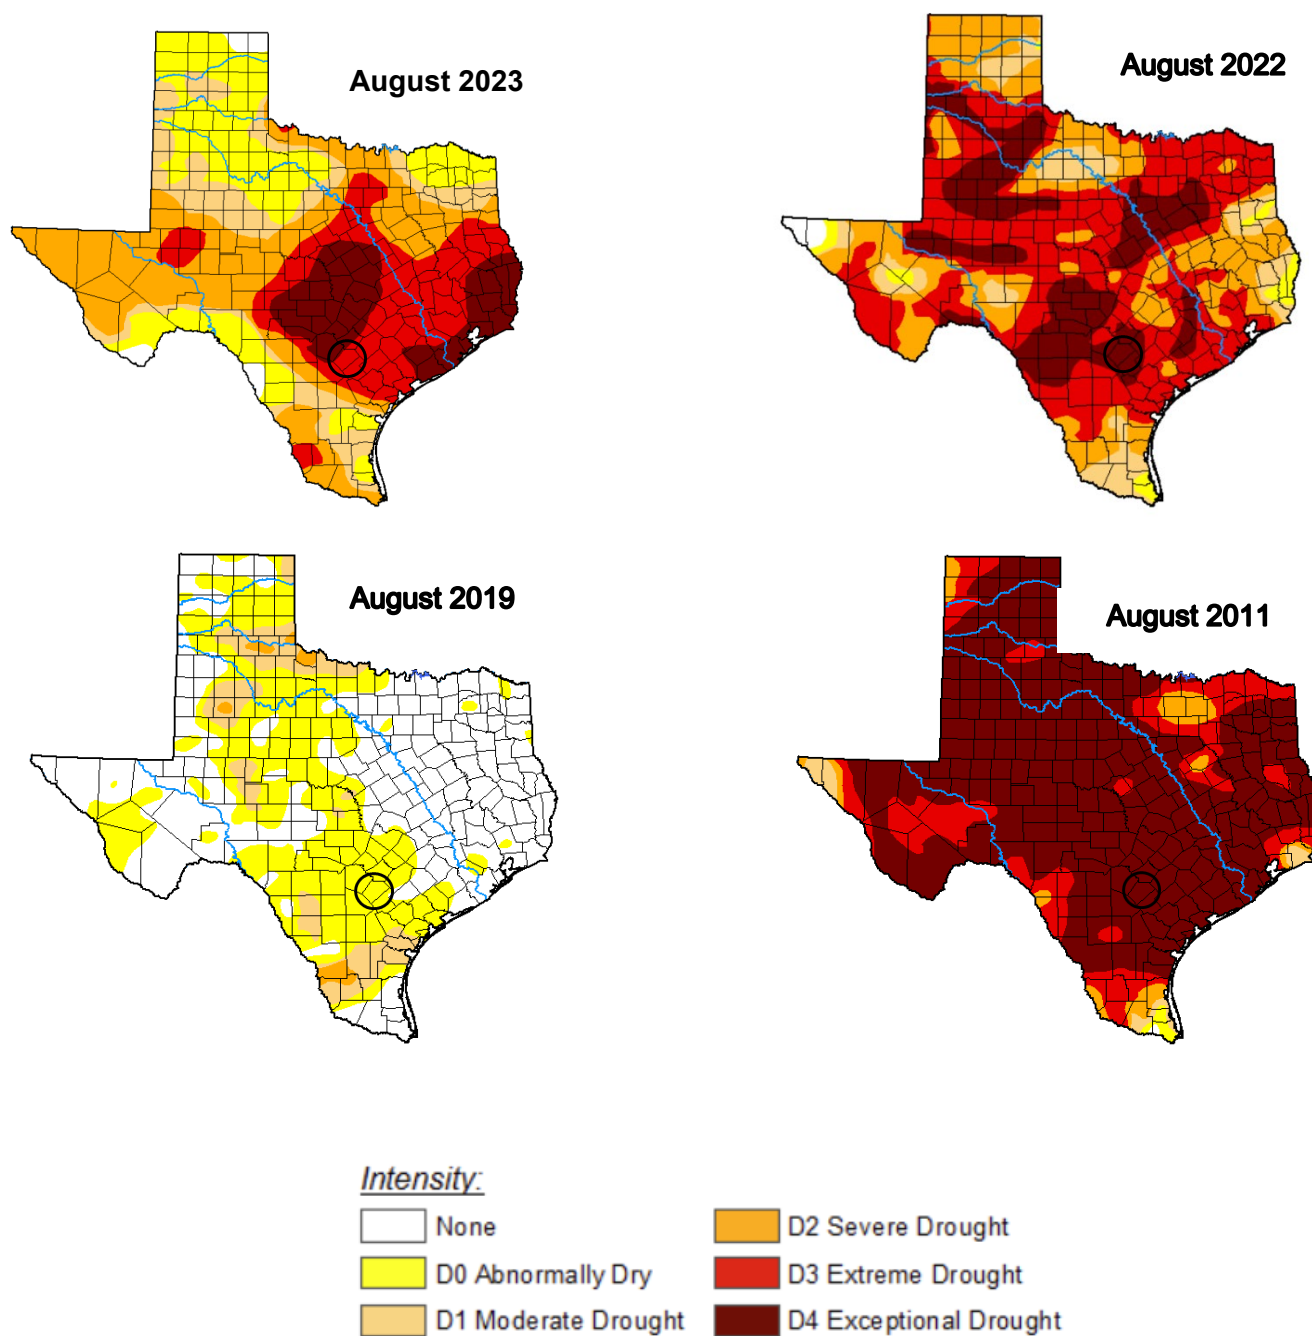 August 2023
August 2022
August 2019
August 2011
Intensity:
None
D0 Abnormally Dry
D1 Moderate Drought
D2 Severe Drought
D3 Extreme Drought
D4 Exceptional Drought